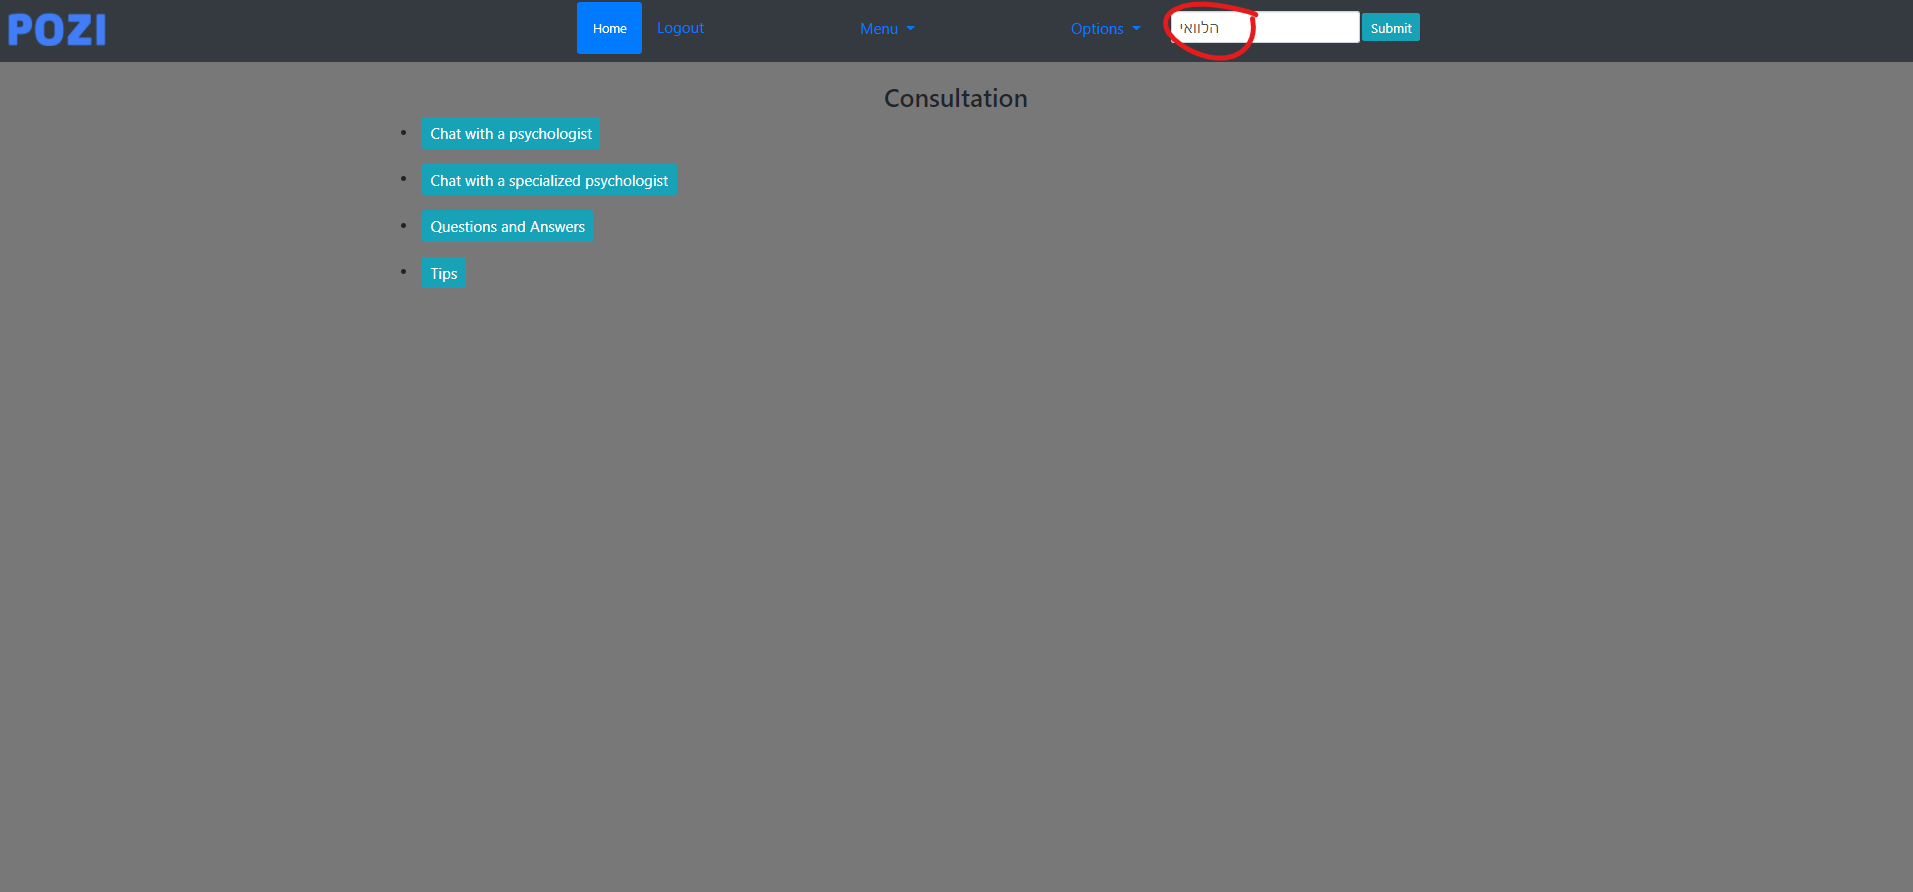 POZI
Home Logout Menu Options הלוואי Submit
Consultation
Chat with a psychologist
Chat with a specialized psychologist
Questions and Answers
Tips